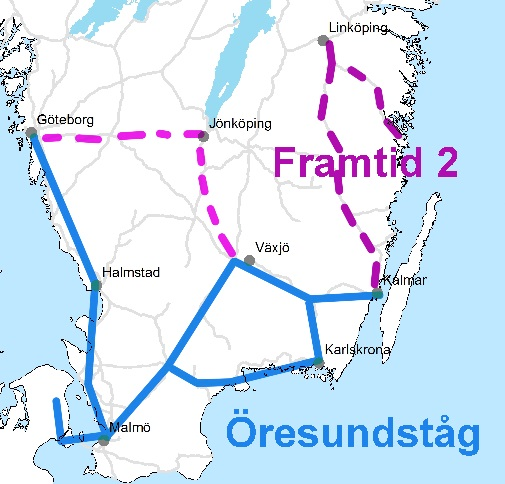 Linköping
Göteborg
Jönköping
Framtid 2
Växjö
Halmstad
Kalmar
Karlskrona
Malmö
Öresundståg